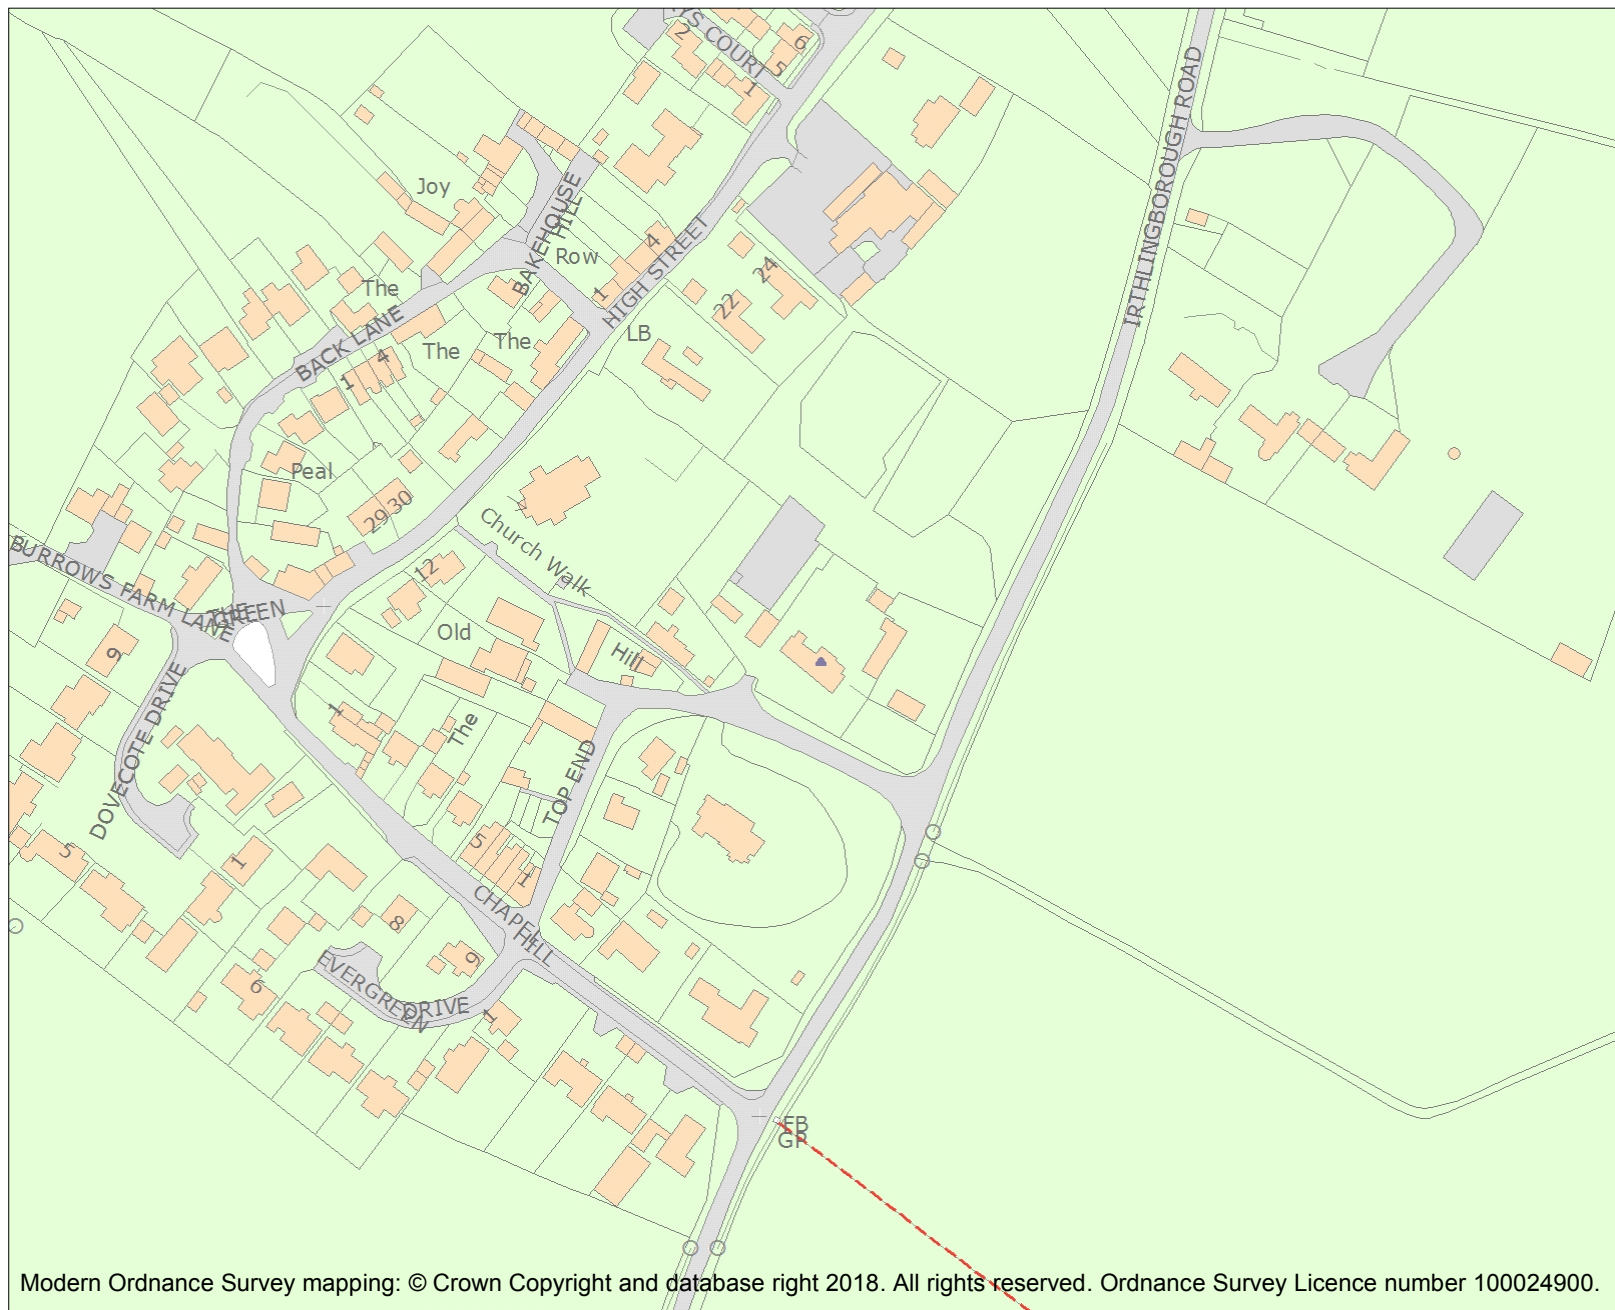 YS COURT
2
6
5
1
IRTHLINGBOROUGH ROAD
Joy
BAKEHOUSE
HILL
Row
4
1
HIGH STREET
24
22
LB
The
BACK LANE
The
The
4
1
Peal
29
30
Church Walk
12
BURROWS FARM LANE
THE
GREEN
Old
Hill
9
DOVECOTE DRIVE
1
The
TOP END
5
1
5
1
CHAPEL
HILL
8
9
6
EVERGREEN
DRIVE
1
EB
GP
Modern Ordnance Survey mapping: © Crown Copyright and database right 2018. All rights reserved. Ordnance Survey Licence number 100024900.